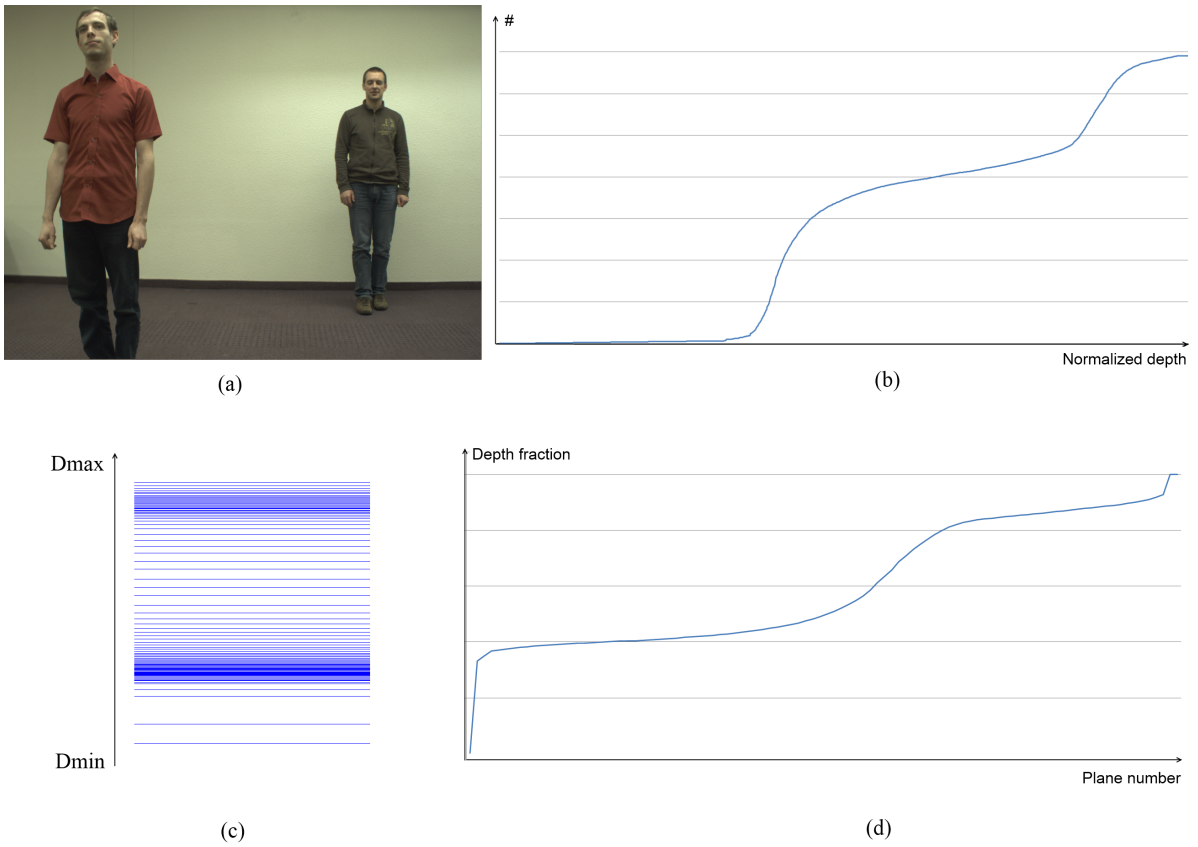 #
Normalized depth
(a)
(b)
Dmax
Dmin
(c)
Depth fraction
Plane number
(d)